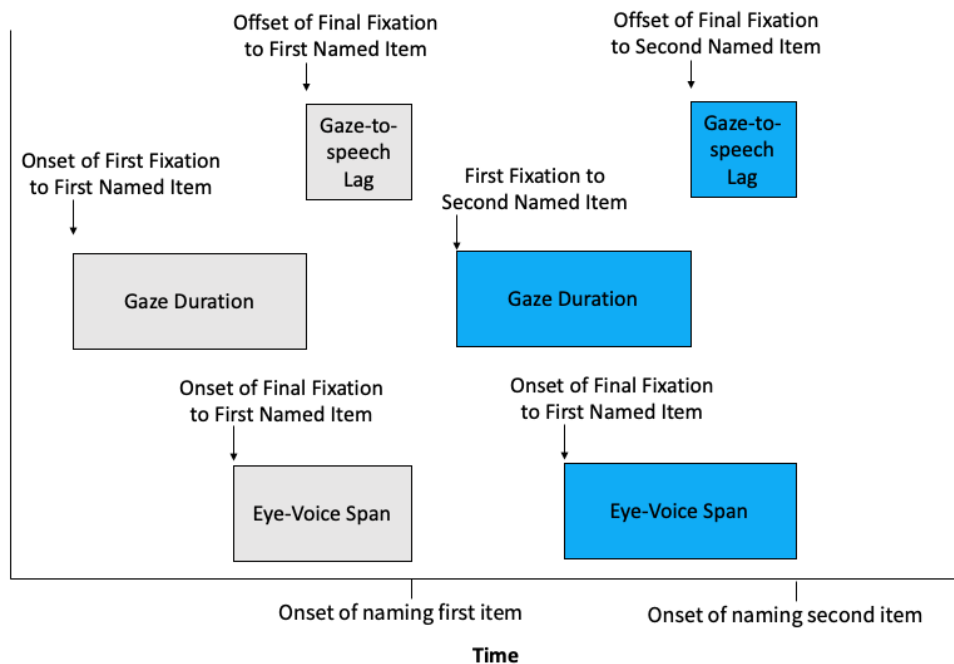 Offset of Final Fixation
to First Named Item
Offset of Final Fixation
to Second Named Item
Gaze-to-
speech
Lag
Gaze-to-
speech
Lag
Onset of First Fixation
to First Named Item
First Fixation to
Second Named Item
Gaze Duration
Gaze Duration
Onset of Final Fixation
to First Named Item
Onset of Final Fixation
to First Named Item
Eye-Voice Span
Eye-Voice Span
Onset of naming first item
Onset of naming second item
Time